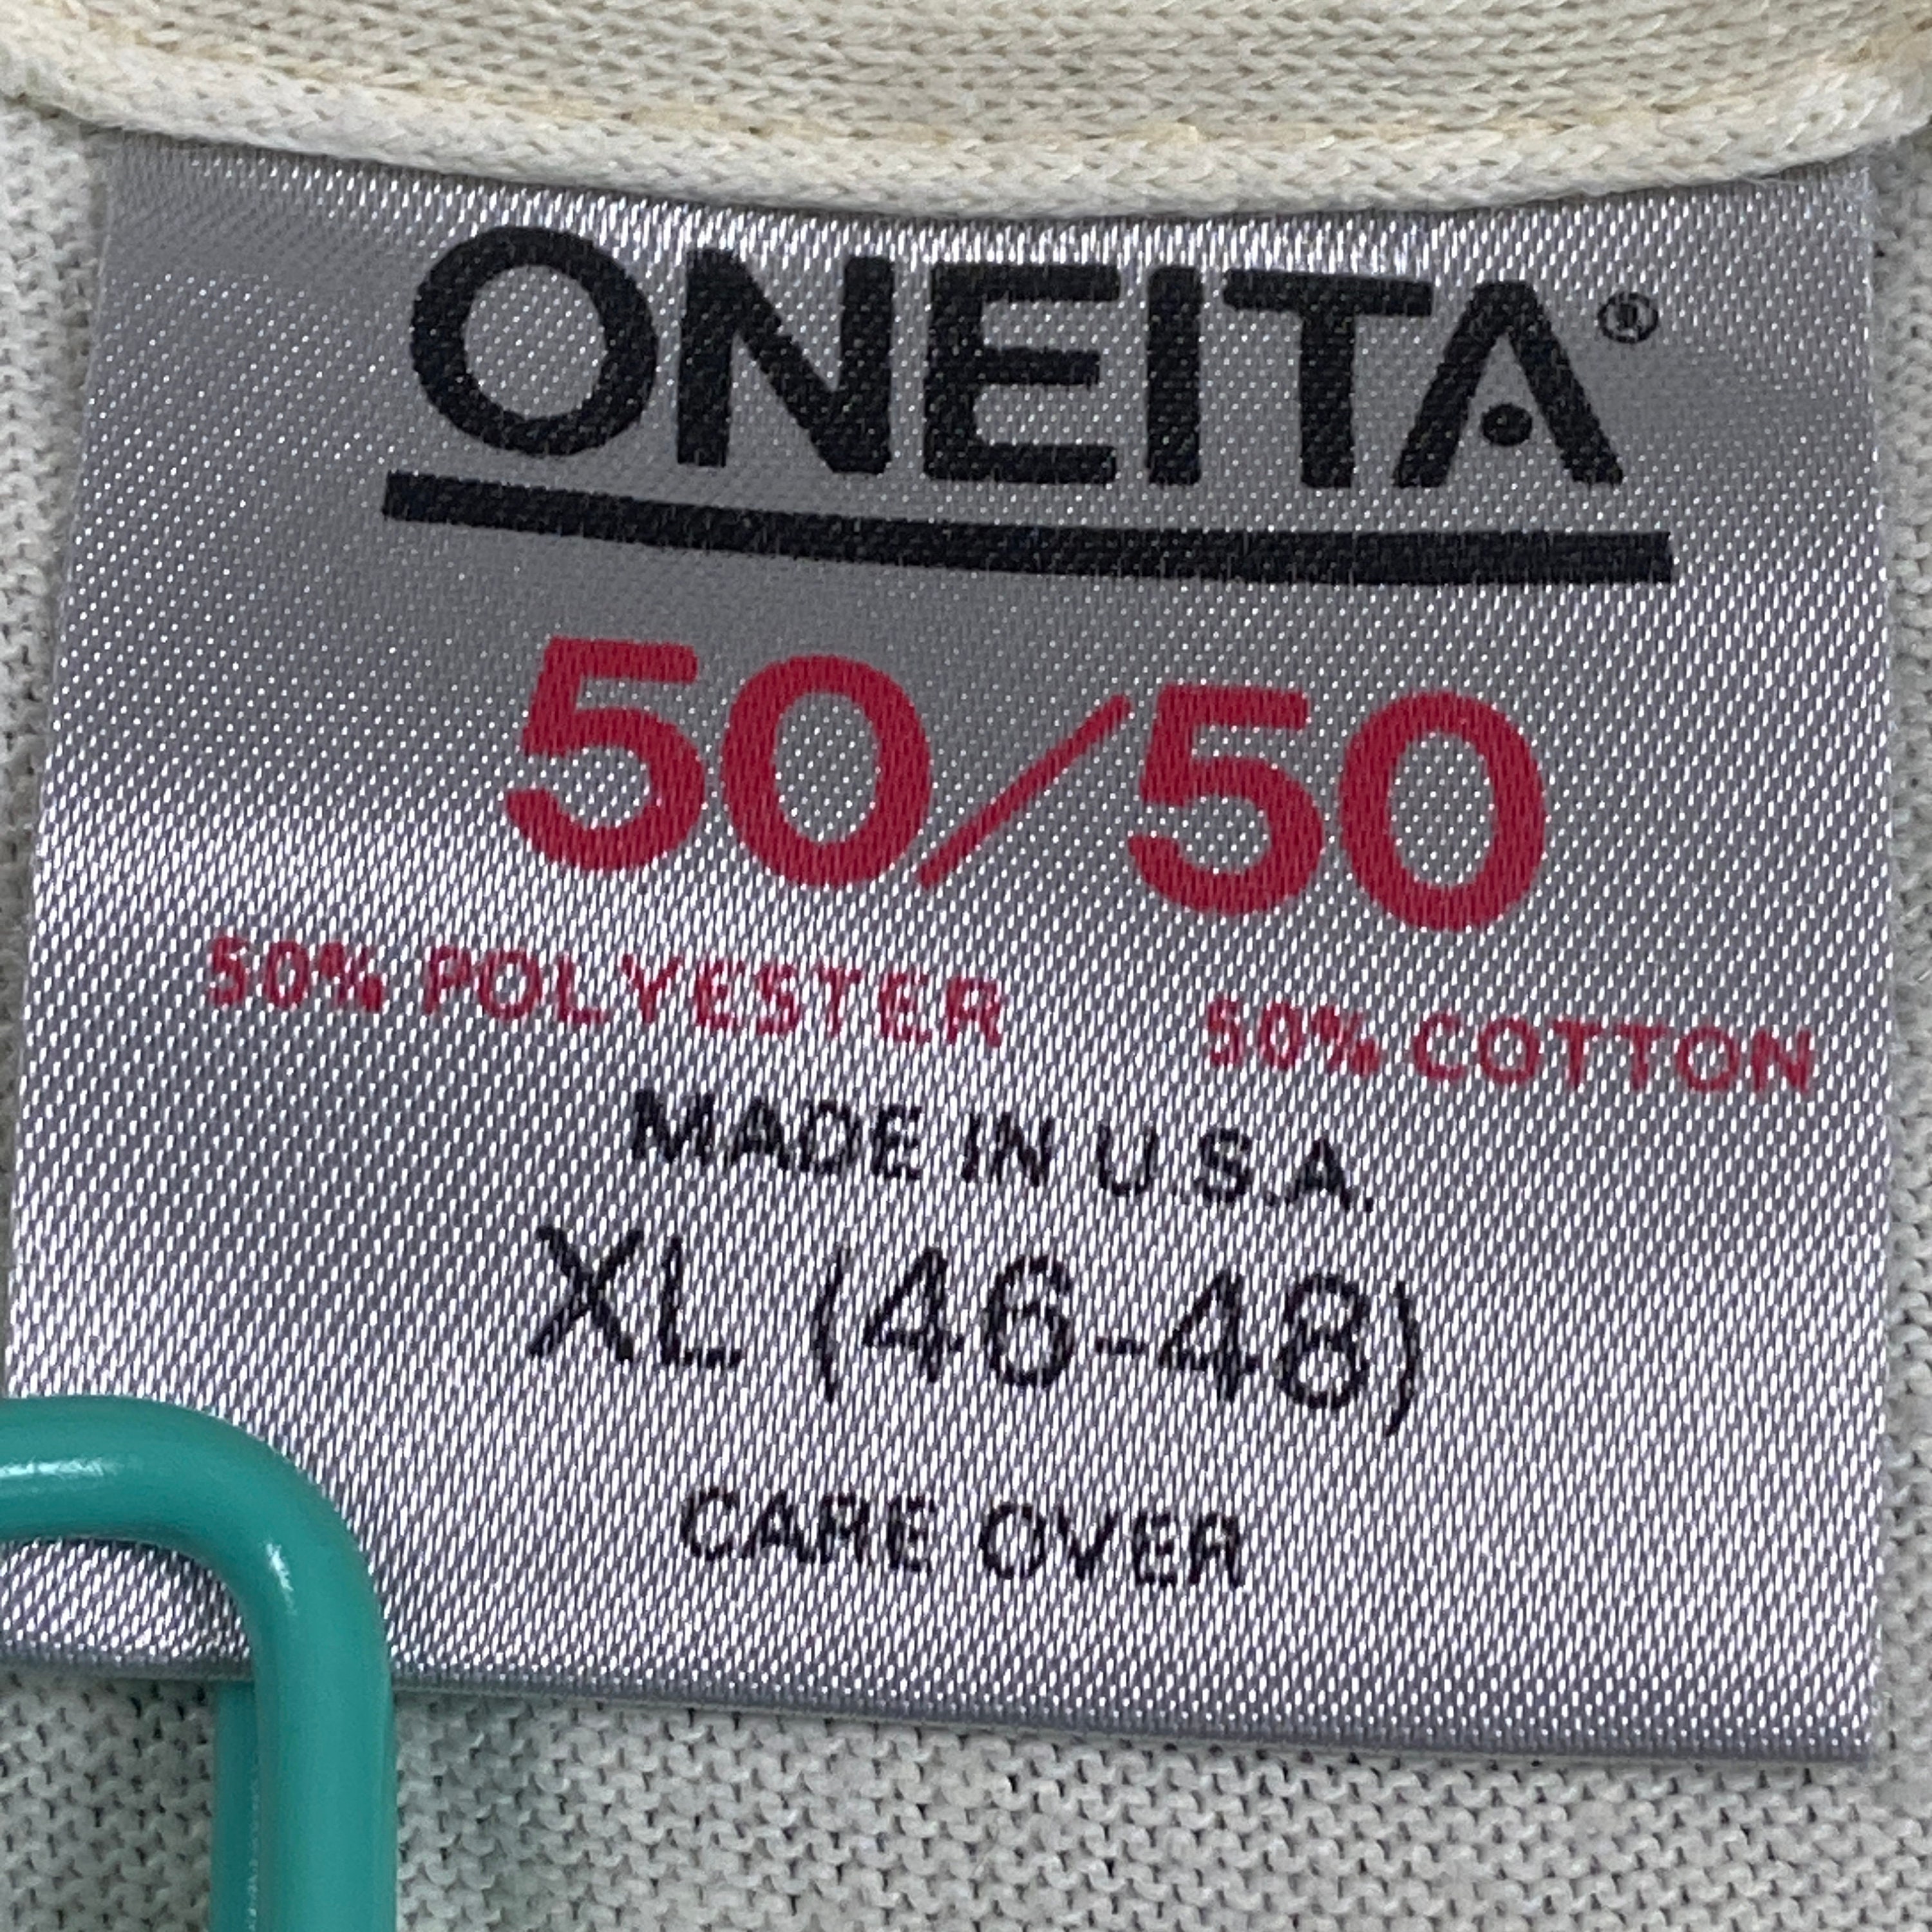 ONEITA®
50/50
50% POLYESTER 50% COTTON
MADE IN U.S.A.
XL (46-48)
CARE OVER